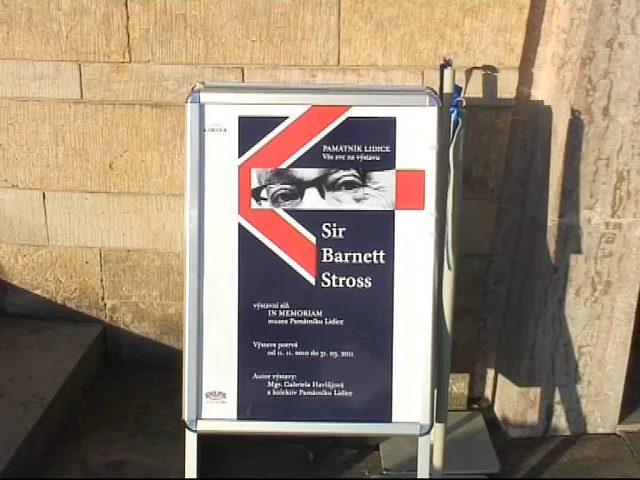 PAMÁTNÍK LIDICE
Vás zve na výstavu
Sir
Barnett
Stross
výstavní síň
IN MEMORIAM
muzea Památníku Lidice
Výstava potrvá
od 11. 11. 2010 do 31. 03. 2011
Autor výstavy:
Mgr. Gabriela Havlůjová
a kolektiv Památníku Lidice